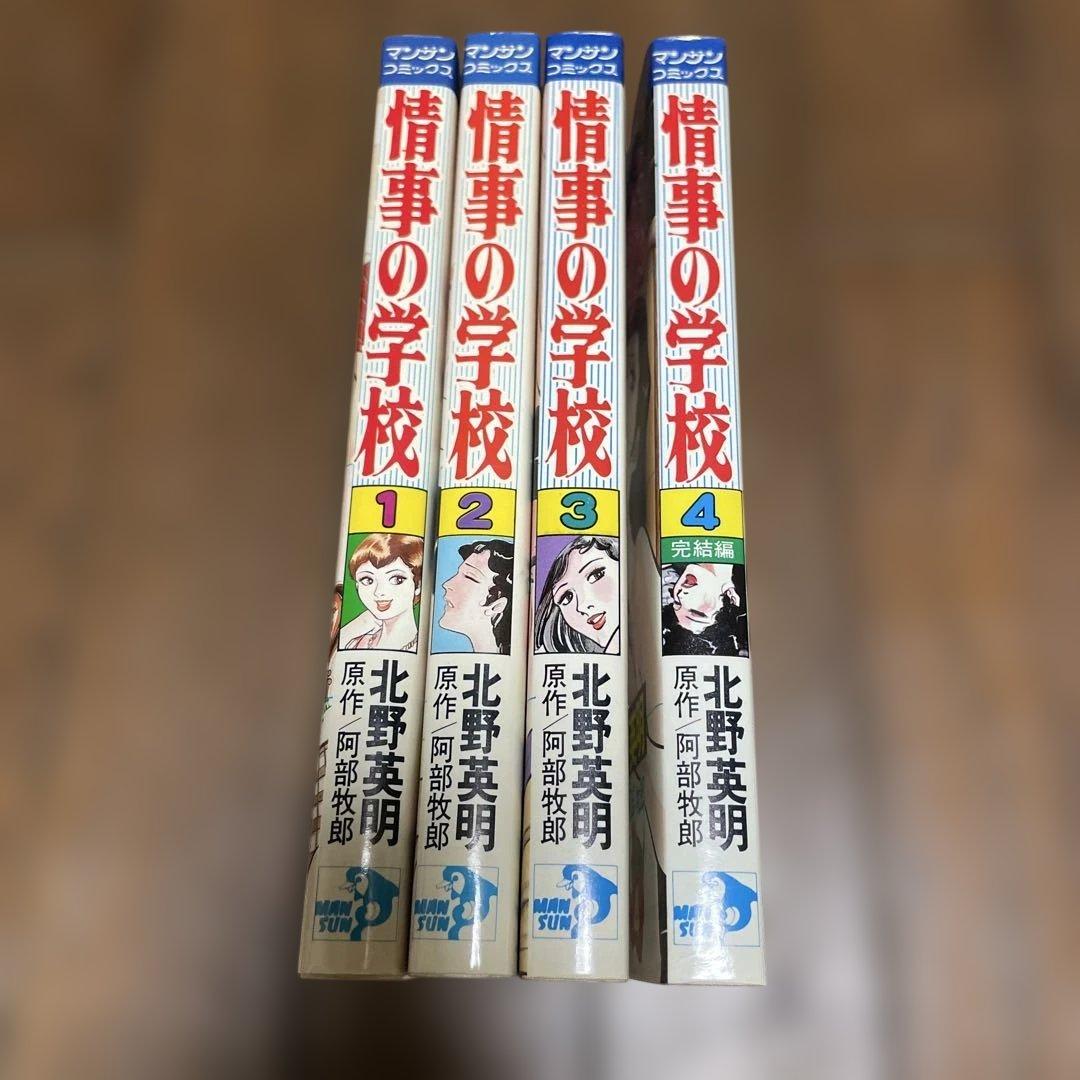 マンサン
コミックス
情事の学校
1
北野英明
原作/阿部牧郎
MAN
SUN
マンサン
コミックス
情事の学校
2
北野英明
原作/阿部牧郎
MAN
SUN
マンサン
コミックス
情事の学校
3
北野英明
原作/阿部牧郎
MAN
SUN
マンサン
コミックス
情事の学校
4
完結編
北野英明
原作/阿部牧郎
MAN
SUN